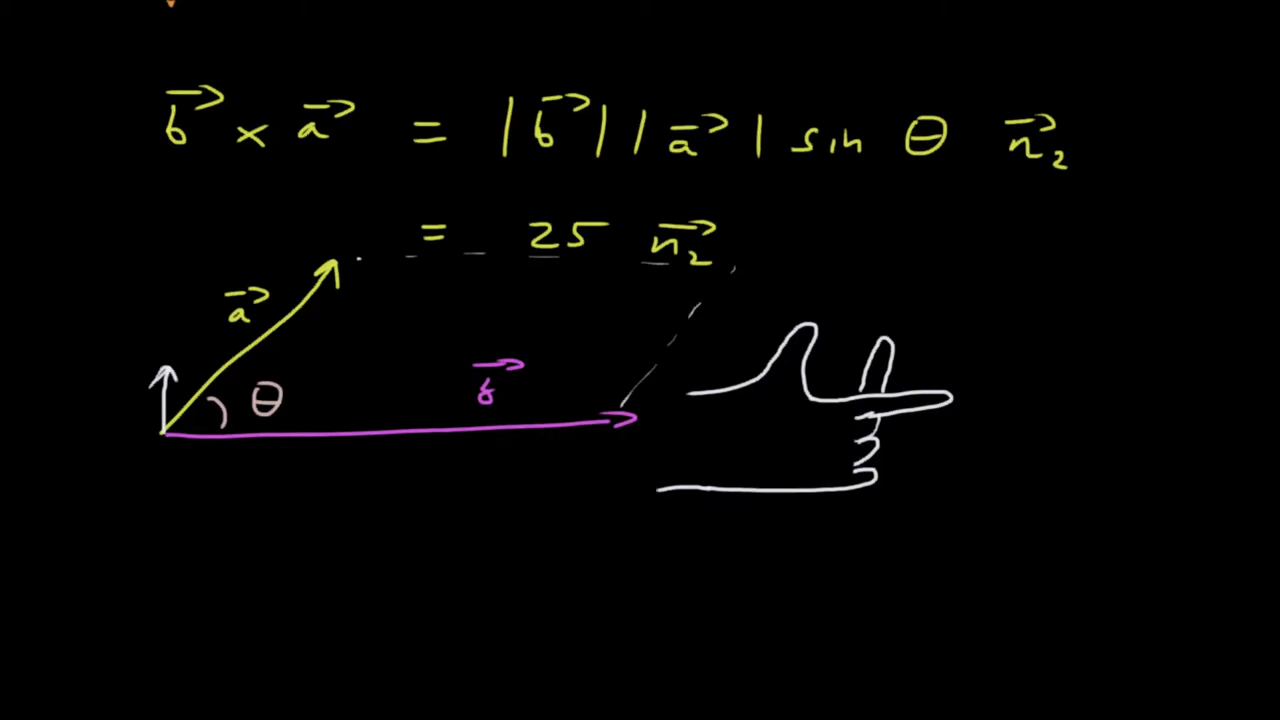 b⃗ × a⃗ = |b⃗| |a⃗| sin θ n⃗₂
= 25 n⃗₂
a⃗
θ
b⃗